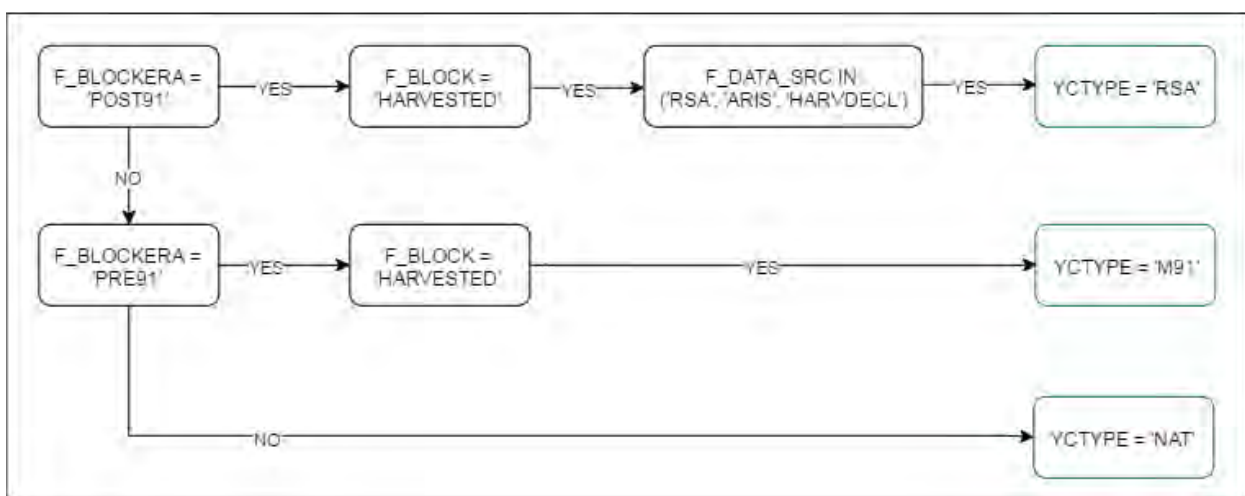 F_BLOCKERA =
'POST91'
YES
F_BLOCK =
'HARVESTED'
YES
F_DATA_SRC IN
('RSA', 'ARIS', 'HARVDECL')
YES
YCTYPE = 'RSA'
NO
F_BLOCKERA =
'PRE91'
YES
F_BLOCK =
'HARVESTED'
YES
YCTYPE = 'M91'
NO
YCTYPE = 'NAT'